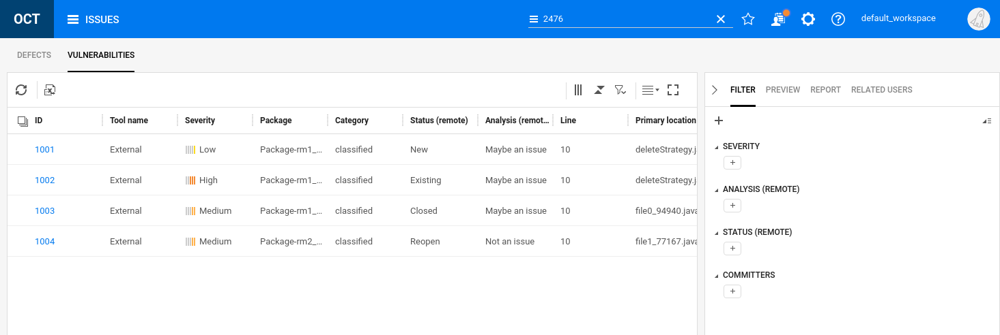 OCT ISSUES 2476 default_workspace
DEFECTS VULNERABILITIES
FILTER PREVIEW REPORT RELATED USERS
ID Tool name Severity Package Category Status (remote) Analysis (remot... Line Primary location
1001 External Low Package-rm1_... classified New Maybe an issue 10 deleteStrategy.j
1002 External High Package-rm1_... classified Existing Maybe an issue 10 deleteStrategy.j
1003 External Medium Package-rm1_... classified Closed Maybe an issue 10 file0_94940.java
1004 External Medium Package-rm2_... classified Reopen Not an issue 10 file1_77167.java
SEVERITY
+
ANALYSIS (REMOTE)
+
STATUS (REMOTE)
+
COMMITTERS
+